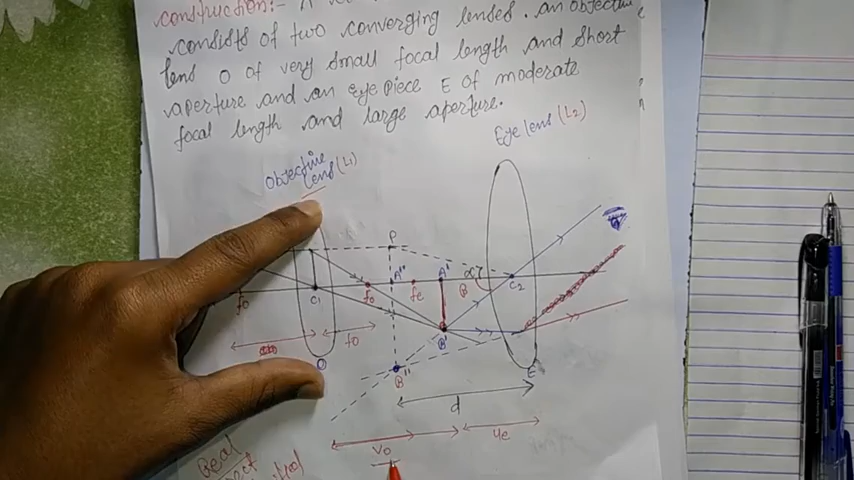 construction:- A
consists of two converging lenses. an objective
lens O of very small focal length and short
aperture and an eye piece E of moderate
focal length and large aperture.
Eye lens (L2)
Objective lens (L1)
P
A" A' α
fo fe B C2
C1
fo
fo
B'
O
B" E
d
ue
vo
Real